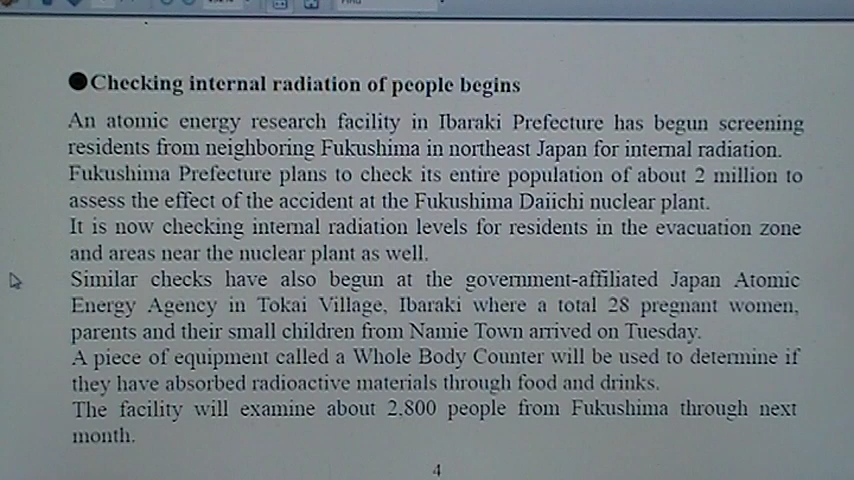 ●Checking internal radiation of people begins
An atomic energy research facility in Ibaraki Prefecture has begun screening
residents from neighboring Fukushima in northeast Japan for internal radiation.
Fukushima Prefecture plans to check its entire population of about 2 million to
assess the effect of the accident at the Fukushima Daiichi nuclear plant.
It is now checking internal radiation levels for residents in the evacuation zone
and areas near the nuclear plant as well.
Similar checks have also begun at the government-affiliated Japan Atomic
Energy Agency in Tokai Village, Ibaraki where a total 28 pregnant women,
parents and their small children from Namie Town arrived on Tuesday.
A piece of equipment called a Whole Body Counter will be used to determine if
they have absorbed radioactive materials through food and drinks.
The facility will examine about 2,800 people from Fukushima through next
month.
4